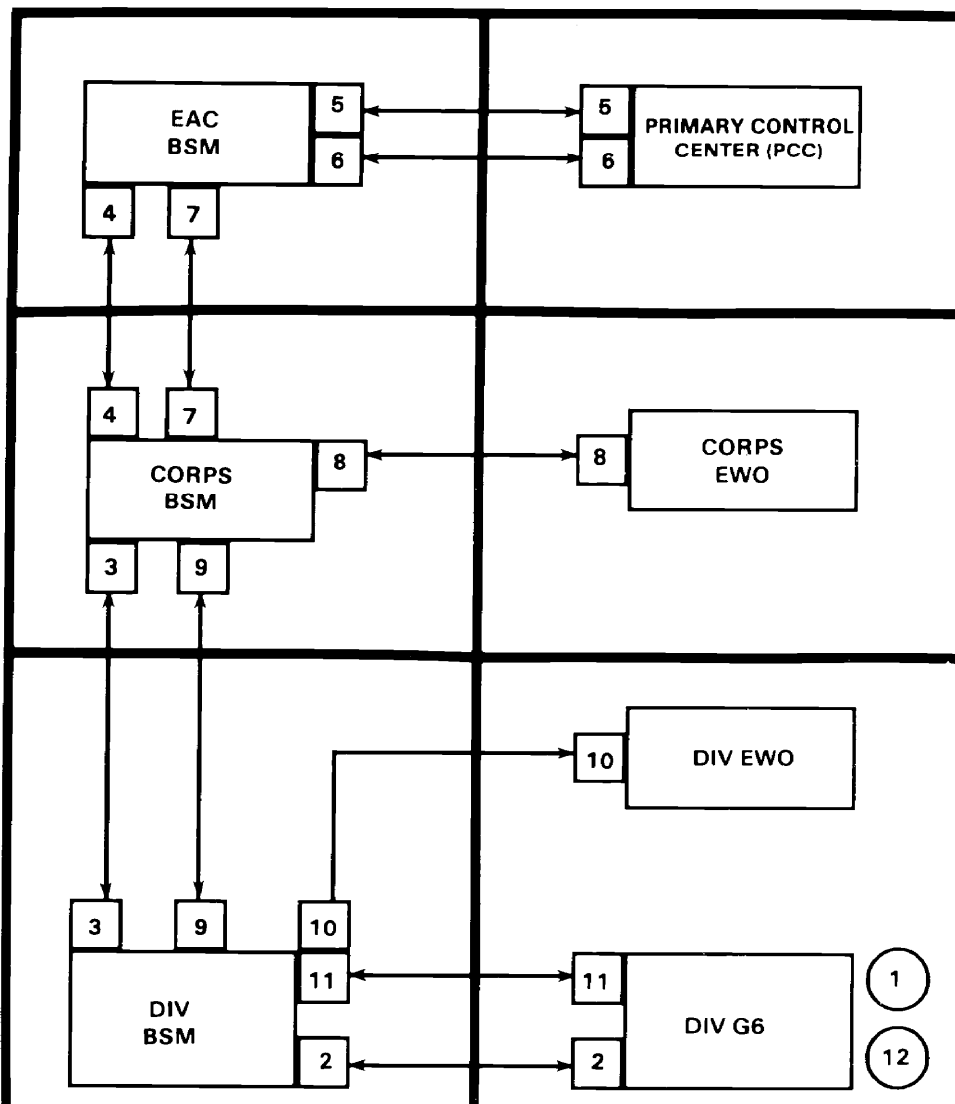 EAC
BSM
5
6
4
7
5
6
PRIMARY CONTROL
CENTER (PCC)
4
7
CORPS
BSM
8
3
9
8
CORPS
EWO
10
DIV EWO
3
9
10
DIV
BSM
11
2
11
2
DIV G6
1
12